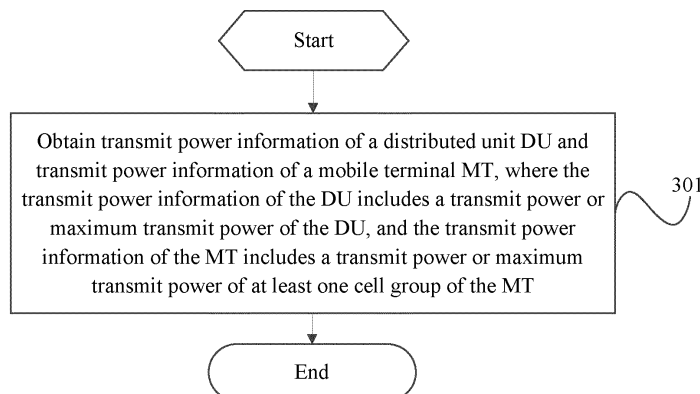 Start
Obtain transmit power information of a distributed unit DU and
transmit power information of a mobile terminal MT, where the
transmit power information of the DU includes a transmit power or
maximum transmit power of the DU, and the transmit power
information of the MT includes a transmit power or maximum
transmit power of at least one cell group of the MT
301
End